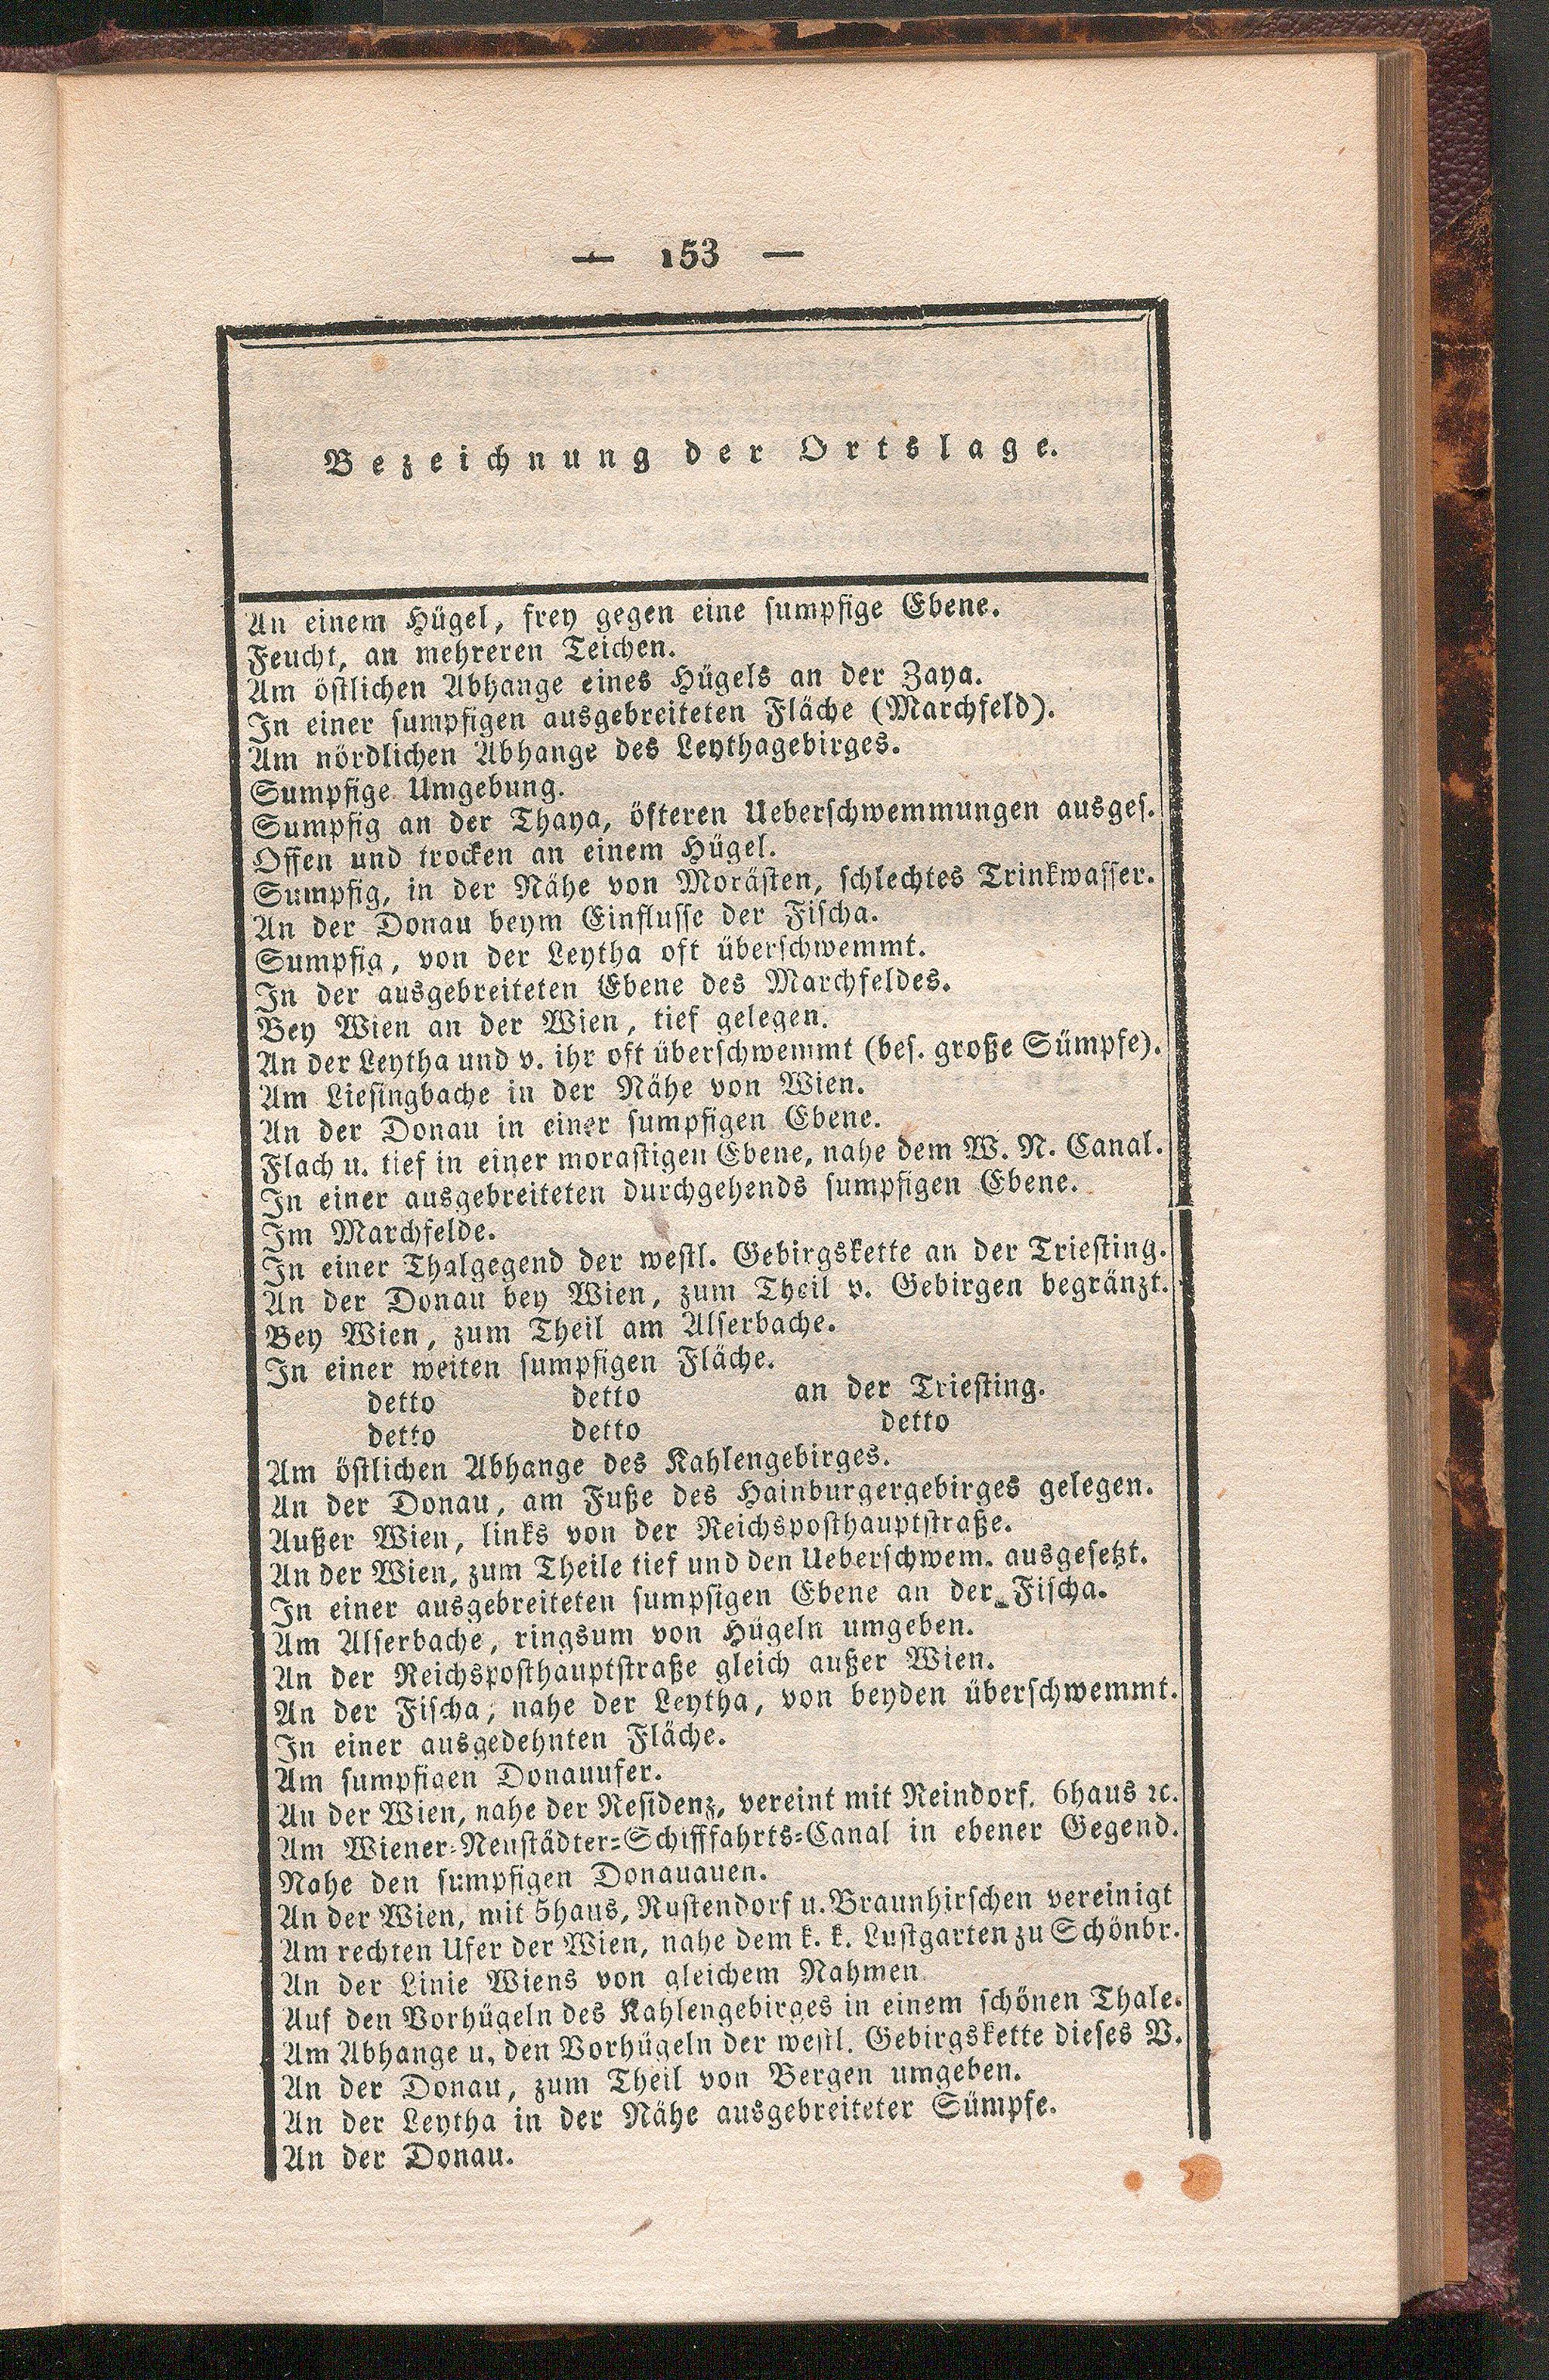 — 153 —
Bezeichnung der Ortslage.
An einem Hügel, frey gegen eine sumpfige Ebene.
Feucht, an mehreren Teichen.
Am östlichen Abhange eines Hügels an der Zaya.
In einer sumpfigen ausgebreiteten Fläche (Marchfeld).
Am nördlichen Abhange des Leythagebirges.
Sumpfige Umgebung.
Sumpfig an der Thaya, öfteren Ueberschwemmungen ausges.
Offen und trocken an einem Hügel.
Sumpfig, in der Nähe von Morästen, schlechtes Trinkwasser.
An der Donau beym Einflusse der Fischa.
Sumpfig, von der Leytha oft überschwemmt.
In der ausgebreiteten Ebene des Marchfeldes.
Bey Wien an der Wien, tief gelegen.
An der Leytha und v. ihr oft überschwemmt (bes. große Sümpfe).
Am Liesingbache in der Nähe von Wien.
An der Donau in einer sumpfigen Ebene.
Flach u. tief in einer morastigen Ebene, nahe dem W. N. Canal.
In einer ausgebreiteten durchgehends sumpfigen Ebene.
Im Marchfelde.
In einer Thalgegend der westl. Gebirgskette an der Triesting.
An der Donau bey Wien, zum Theil v. Gebirgen begränzt.
Bey Wien, zum Theil am Alserbache.
In einer weiten sumpfigen Fläche.
detto detto an der Triesting.
detto detto detto
Am östlichen Abhange des Kahlengebirges.
An der Donau, am Fuße des Hainburgergebirges gelegen.
Außer Wien, links von der Reichsposthauptstraße.
An der Wien, zum Theile tief und den Ueberschwem. ausgesetzt.
In einer ausgebreiteten sumpfigen Ebene an der Fischa.
Am Alserbache, ringsum von Hügeln umgeben.
An der Reichsposthauptstraße gleich außer Wien.
An der Fischa, nahe der Leytha, von beyden überschwemmt.
In einer ausgedehnten Fläche.
Am sumpfigen Donauufer.
An der Wien, nahe der Residenz, vereint mit Reindorf, 6haus ꝛc.
Am Wiener-Neustädter-Schifffahrts-Canal in ebener Gegend.
Nahe den sumpfigen Donauauen.
An der Wien, mit 5haus, Rustendorf u. Braunhirschen vereinigt
Am rechten Ufer der Wien, nahe dem k. k. Lustgarten zu Schönbr.
An der Linie Wiens von gleichem Nahmen.
Auf den Vorhügeln des Kahlengebirges in einem schönen Thale.
Am Abhange u. den Vorhügeln der westl. Gebirgskette dieses V.
An der Donau, zum Theil von Bergen umgeben.
An der Leytha in der Nähe ausgebreiteter Sümpfe.
An der Donau.